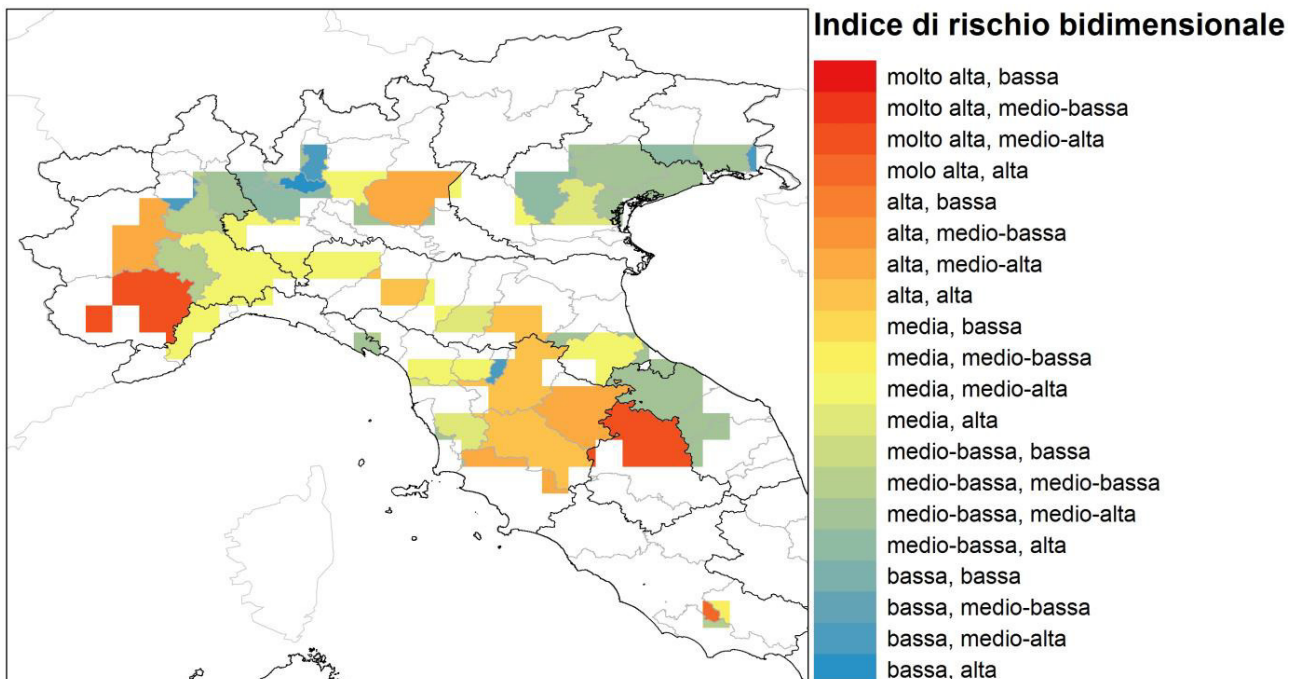 Indice di rischio bidimensionale
molto alta, bassa
molto alta, medio-bassa
molto alta, medio-alta
molo alta, alta
alta, bassa
alta, medio-bassa
alta, medio-alta
alta, alta
media, bassa
media, medio-bassa
media, medio-alta
media, alta
medio-bassa, bassa
medio-bassa, medio-bassa
medio-bassa, medio-alta
medio-bassa, alta
bassa, bassa
bassa, medio-bassa
bassa, medio-alta
bassa, alta